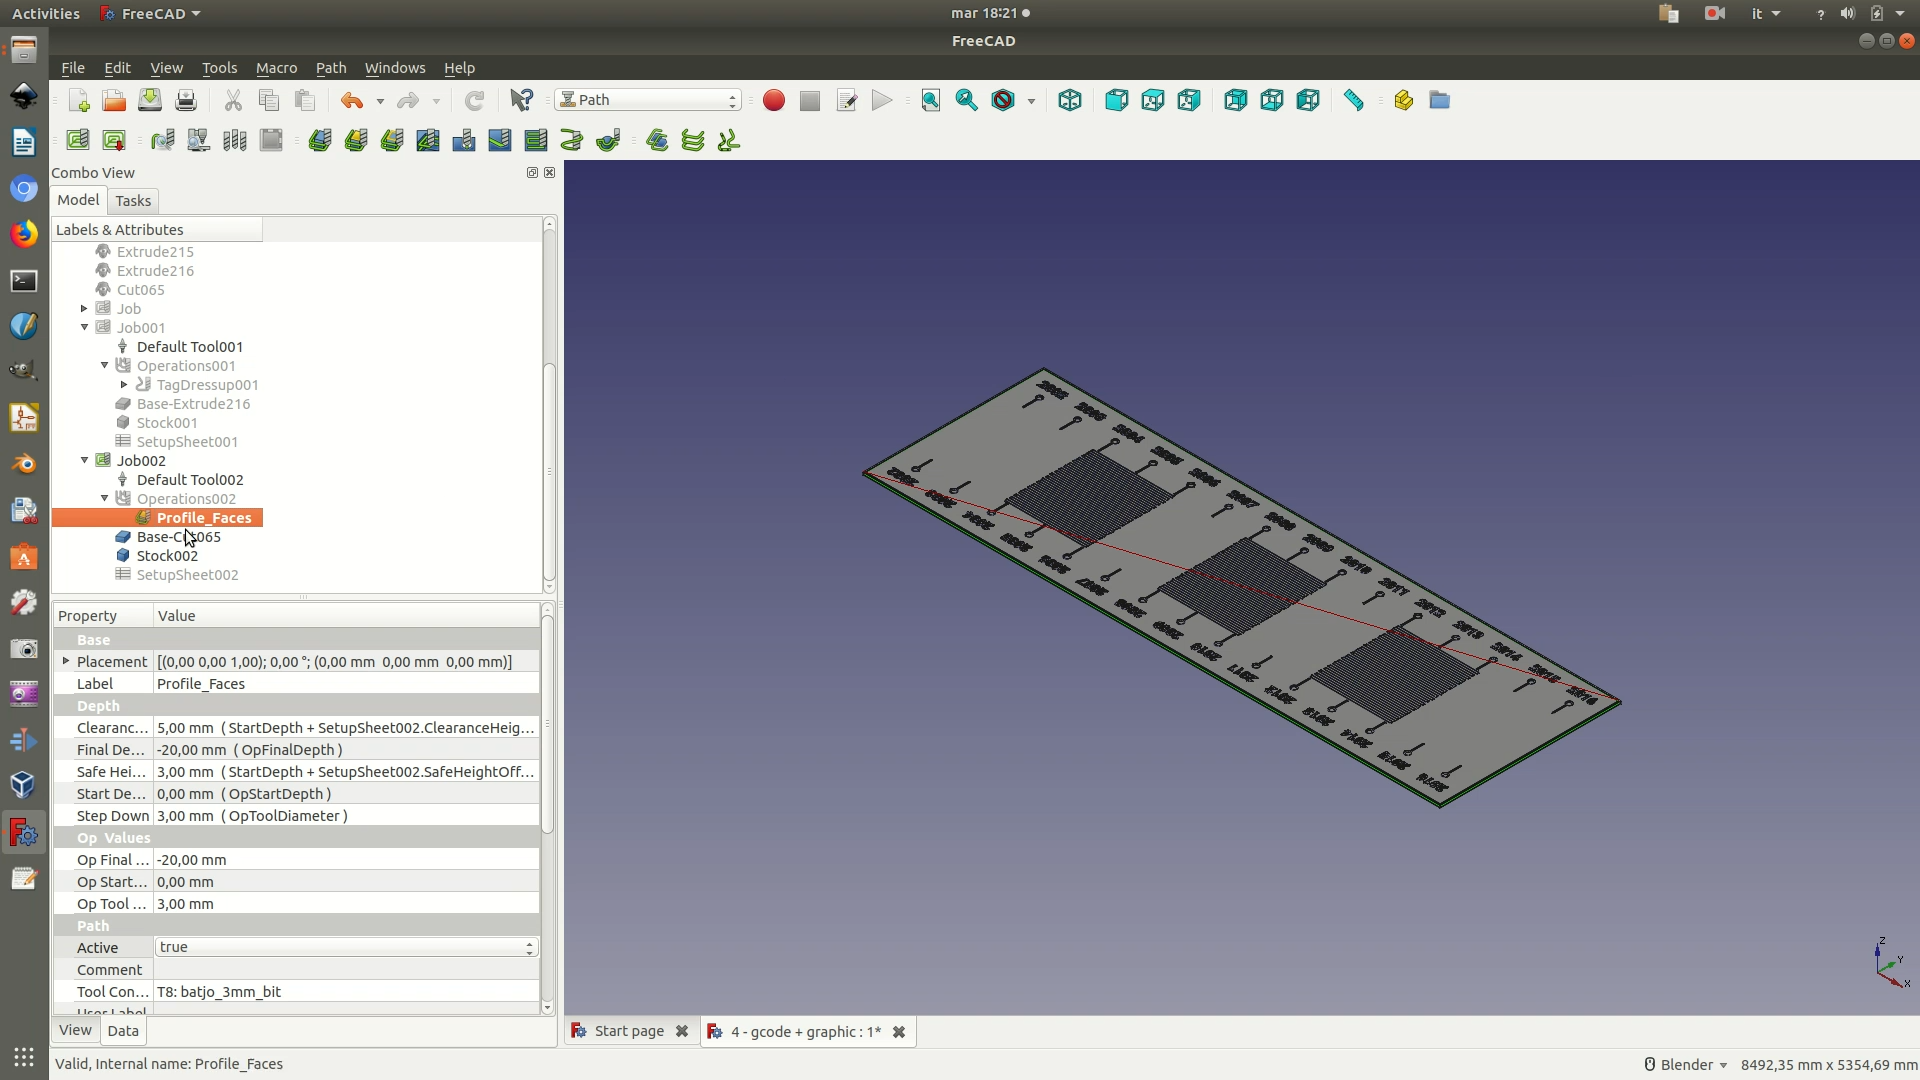 Activities FreeCAD mar 18:21 it ?
FreeCAD
File Edit View Tools Macro Path Windows Help
Path
Combo View
Model Tasks
Labels & Attributes
Extrude215
Extrude216
Cut065
Job
Job001
Default Tool001
Operations001
TagDressup001
Base-Extrude216
Stock001
SetupSheet001
Job002
Default Tool002
Operations002
Profile_Faces
Base-Cut065
Stock002
SetupSheet002
Property Value
Base
Placement [(0,00 0,00 1,00); 0,00 °; (0,00 mm 0,00 mm 0,00 mm)]
Label Profile_Faces
Depth
Clearanc... 5,00 mm ( StartDepth + SetupSheet002.ClearanceHeig...
Final De... -20,00 mm ( OpFinalDepth )
Safe Hei... 3,00 mm ( StartDepth + SetupSheet002.SafeHeightOff...
Start De... 0,00 mm ( OpStartDepth )
Step Down 3,00 mm ( OpToolDiameter )
Op Values
Op Final ... -20,00 mm
Op Start... 0,00 mm
Op Tool ... 3,00 mm
Path
Active true
Comment
Tool Con... T8: batjo_3mm_bit
View Data
Start page 4 - gcode + graphic : 1*
Z
Y
X
Valid, Internal name: Profile_Faces Blender 8492,35 mm x 5354,69 mm